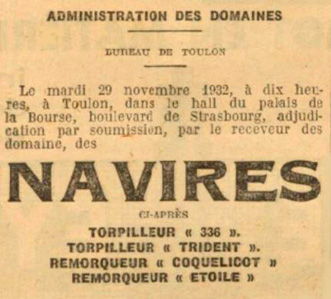 ADMINISTRATION DES DOMAINES
BUREAU DE TOULON
Le mardi 29 novembre 1932, à dix heu-
res, à Toulon, dans le hall du palais de
la Bourse, boulevard de Strasbourg, adjudi-
cation par soumission, par le receveur des
domaine, des
NAVIRES
CI-APRÈS
TORPILLEUR « 336 ».
TORPILLEUR « TRIDENT ».
REMORQUEUR « COQUELICOT »
REMORQUEUR « ETOILE »